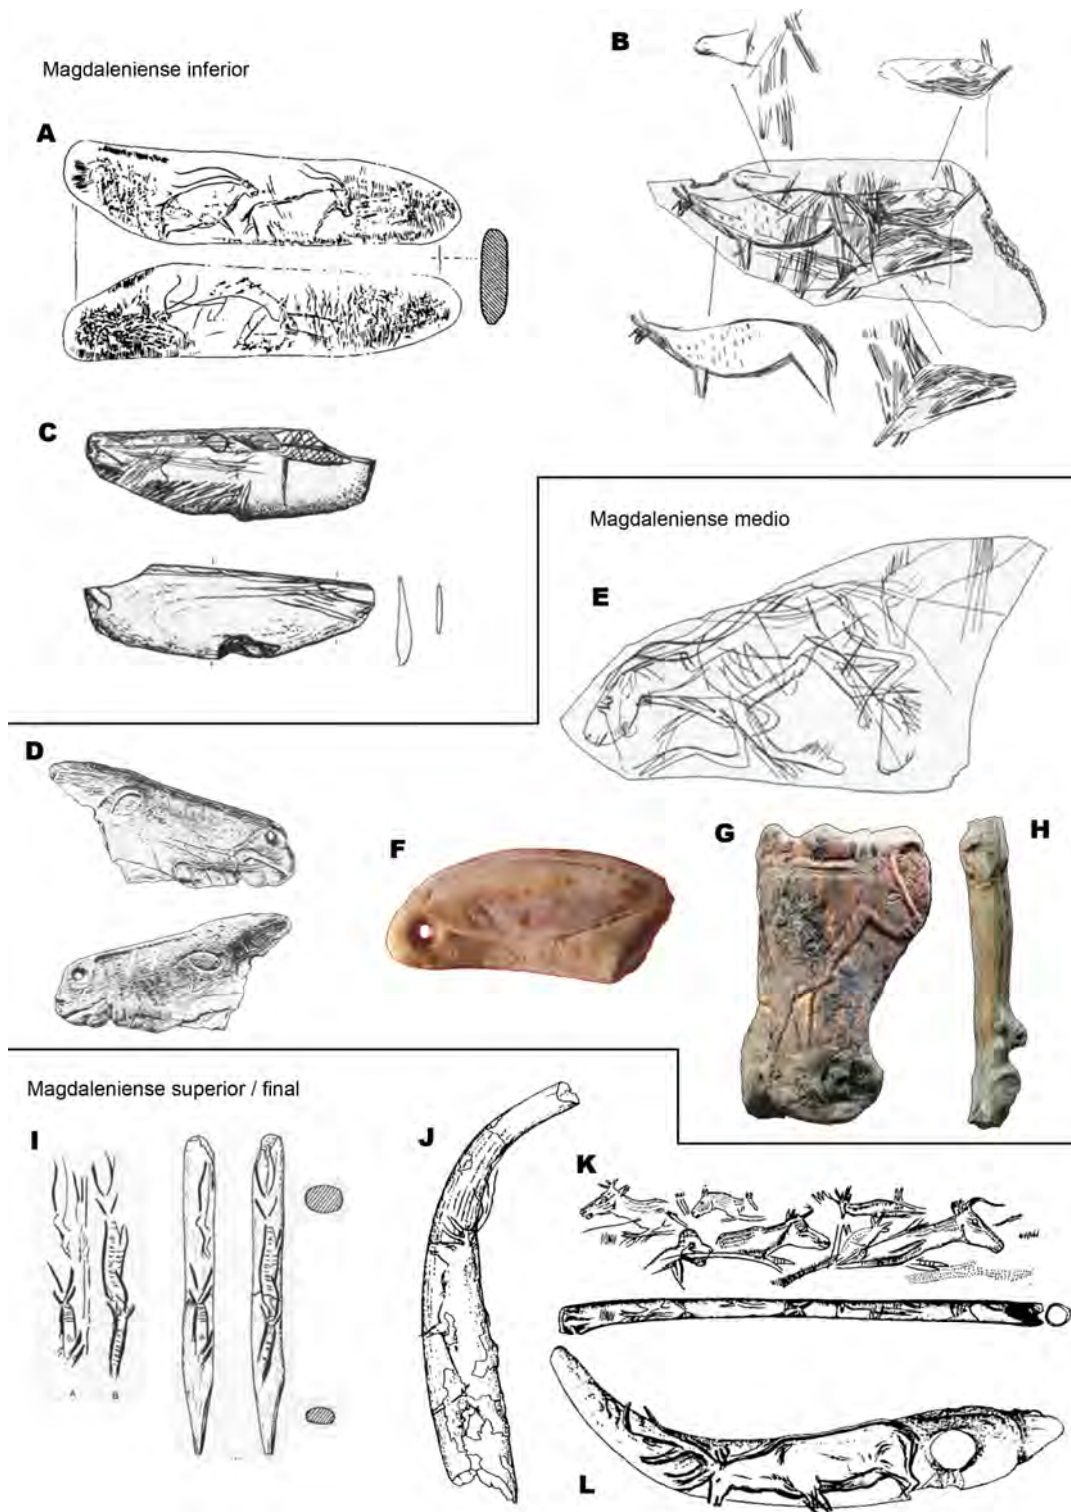 B
Magdaleniense inferior
A
C
Magdaleniense medio
E
D
F
G
H
Magdaleniense superior / final
I
J
K
A
B
L